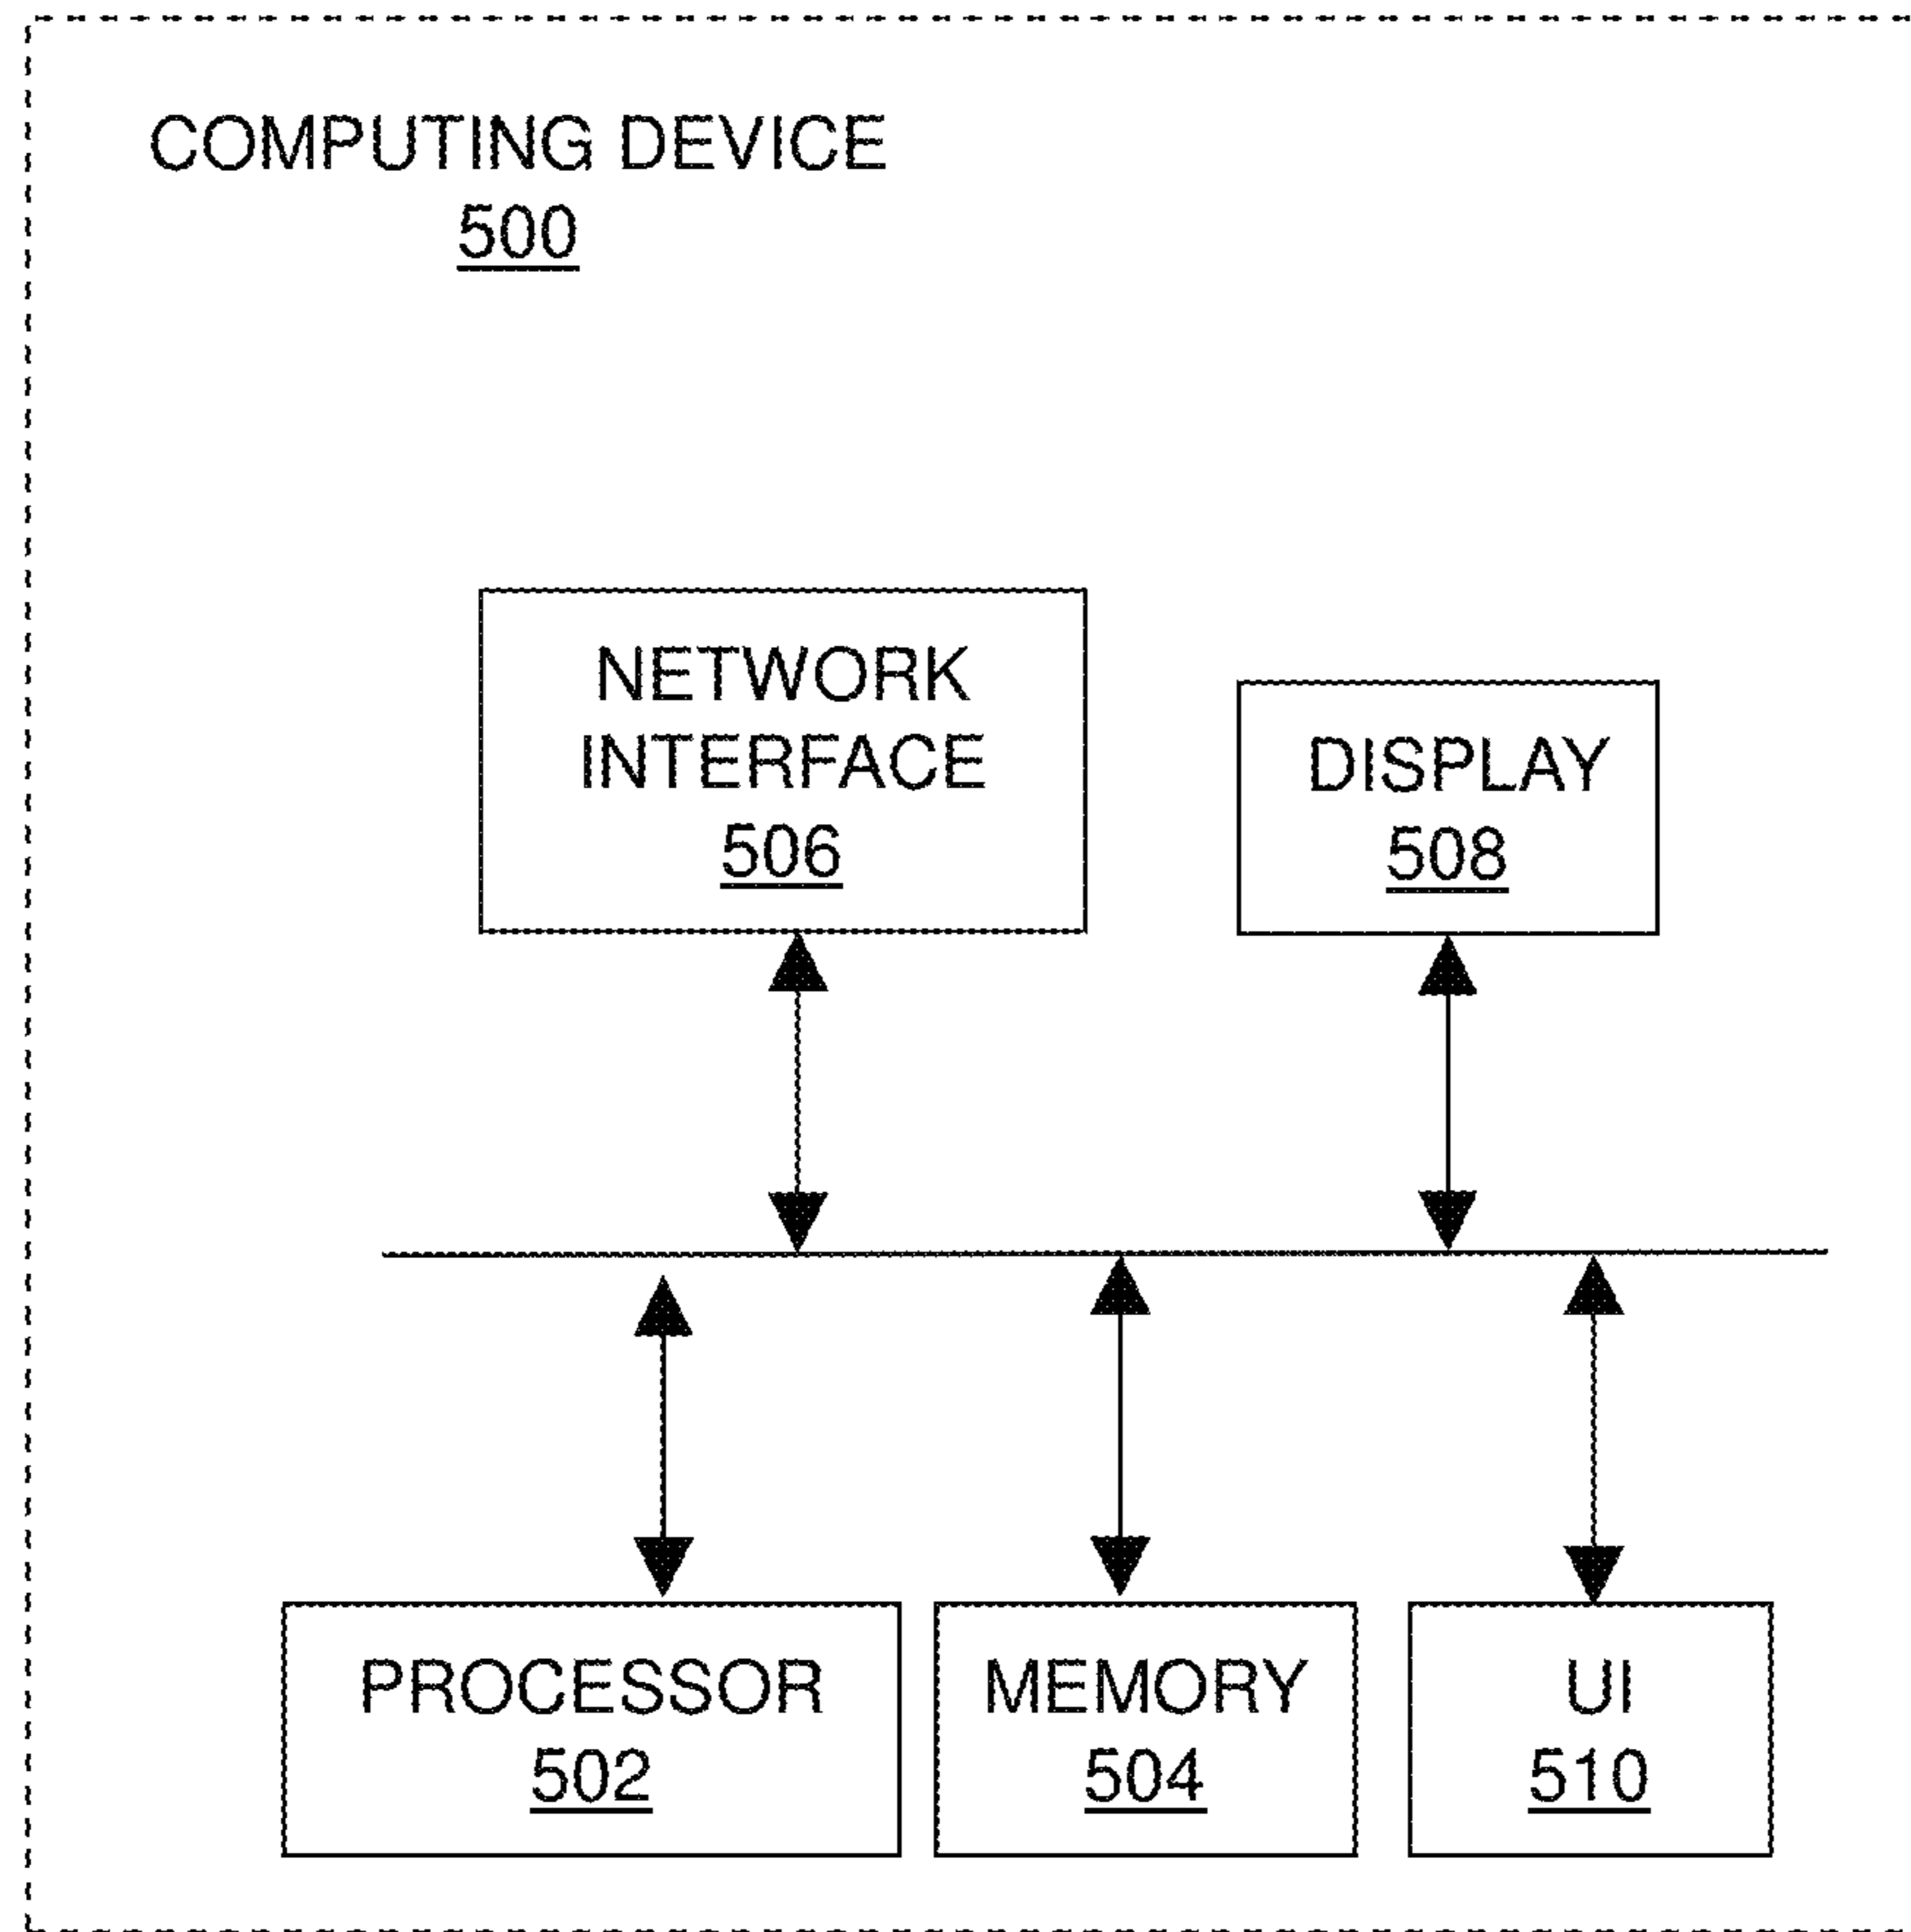 COMPUTING DEVICE
500
NETWORK
INTERFACE
506
DISPLAY
508
PROCESSOR
502
MEMORY
504
UI
510